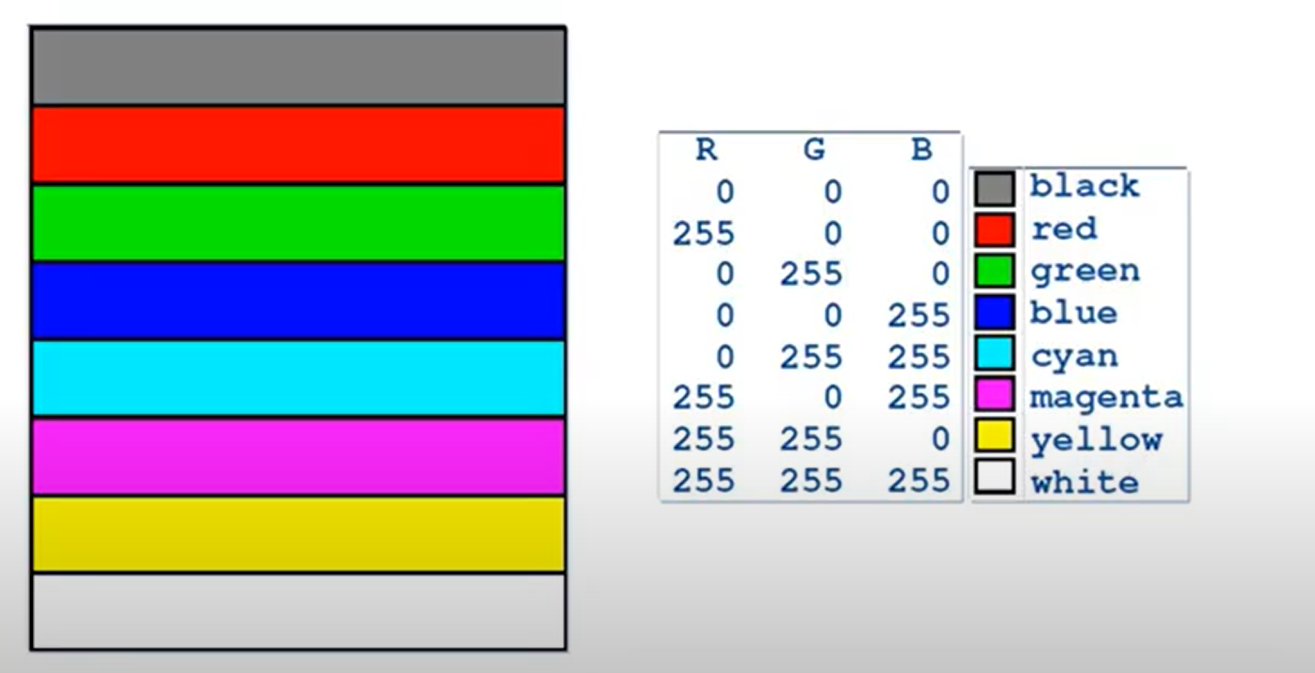 R G B
0 0 0 black
255 0 0 red
0 255 0 green
0 0 255 blue
0 255 255 cyan
255 0 255 magenta
255 255 0 yellow
255 255 255 white